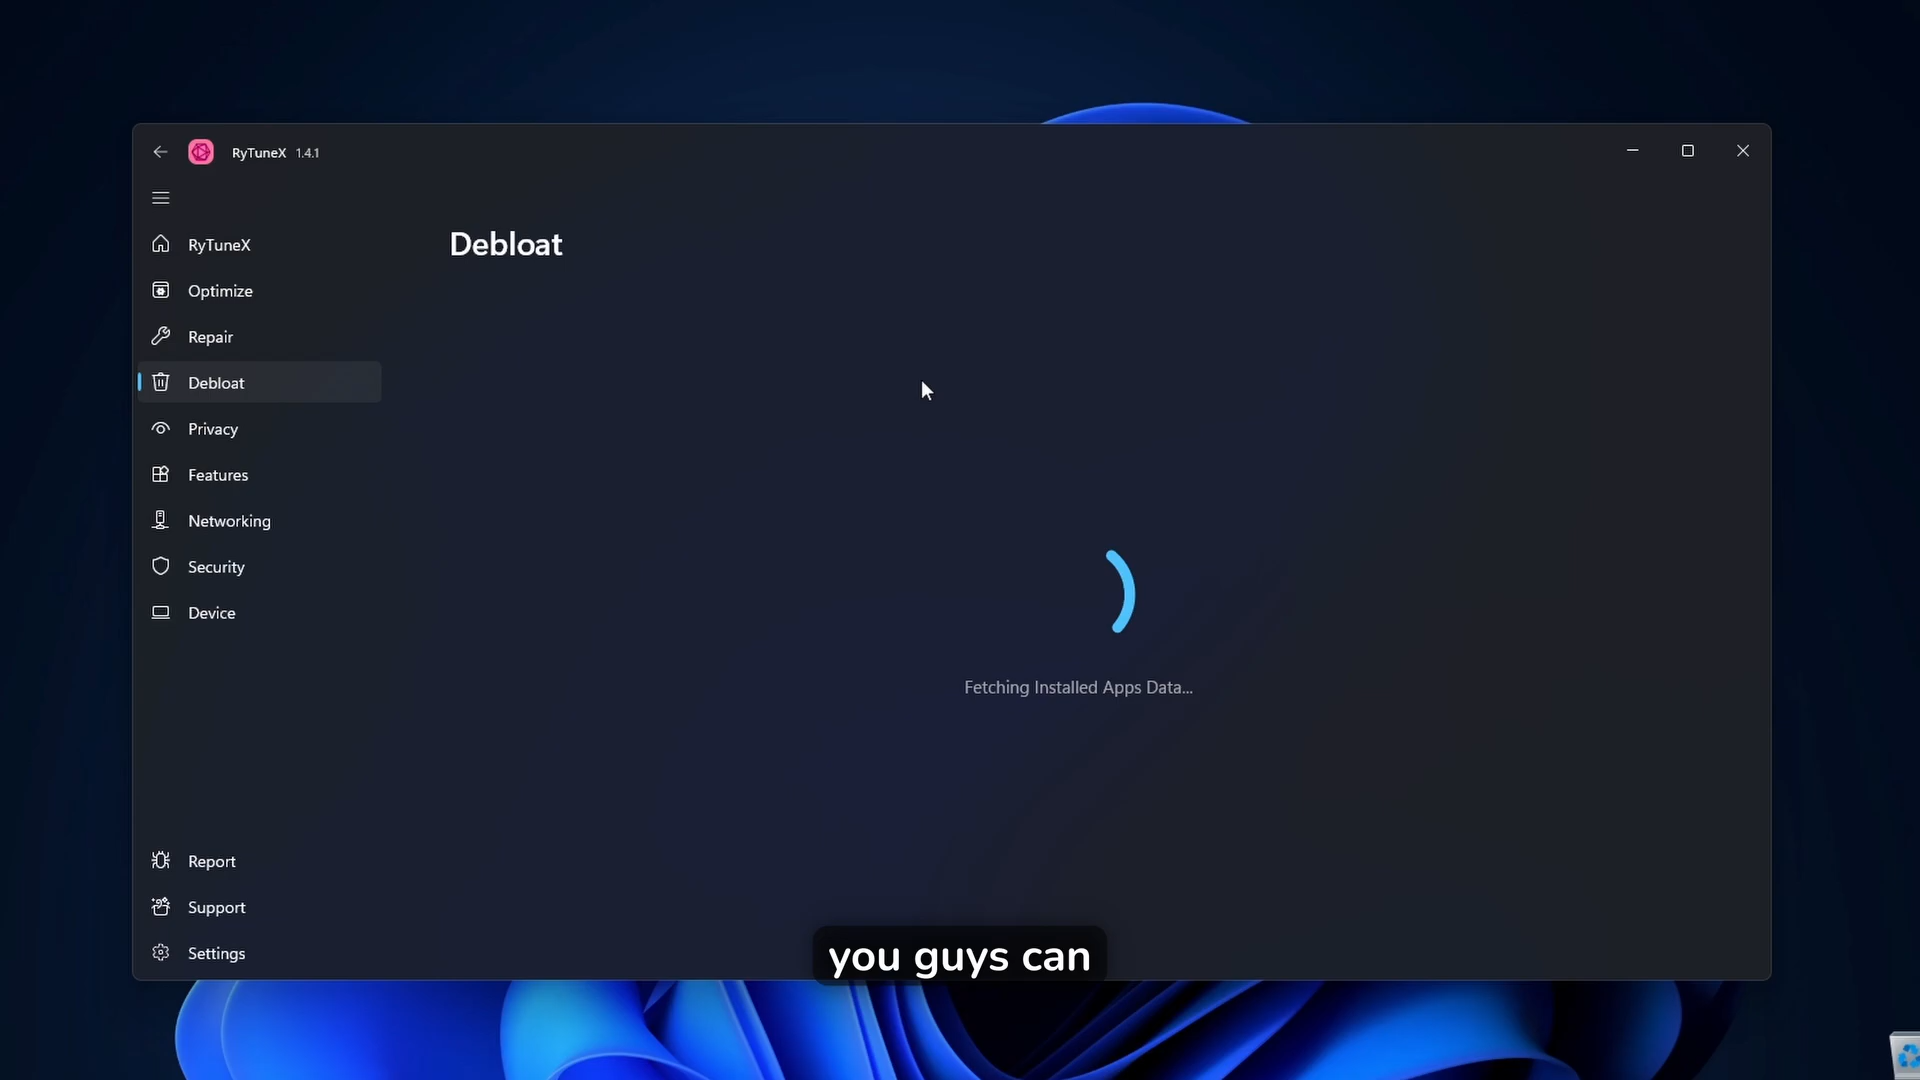 RyTuneX 1.4.1
RyTuneX
Optimize
Repair
Debloat
Privacy
Features
Networking
Security
Device
Report
Support
Settings
Debloat
Fetching Installed Apps Data...
you guys can